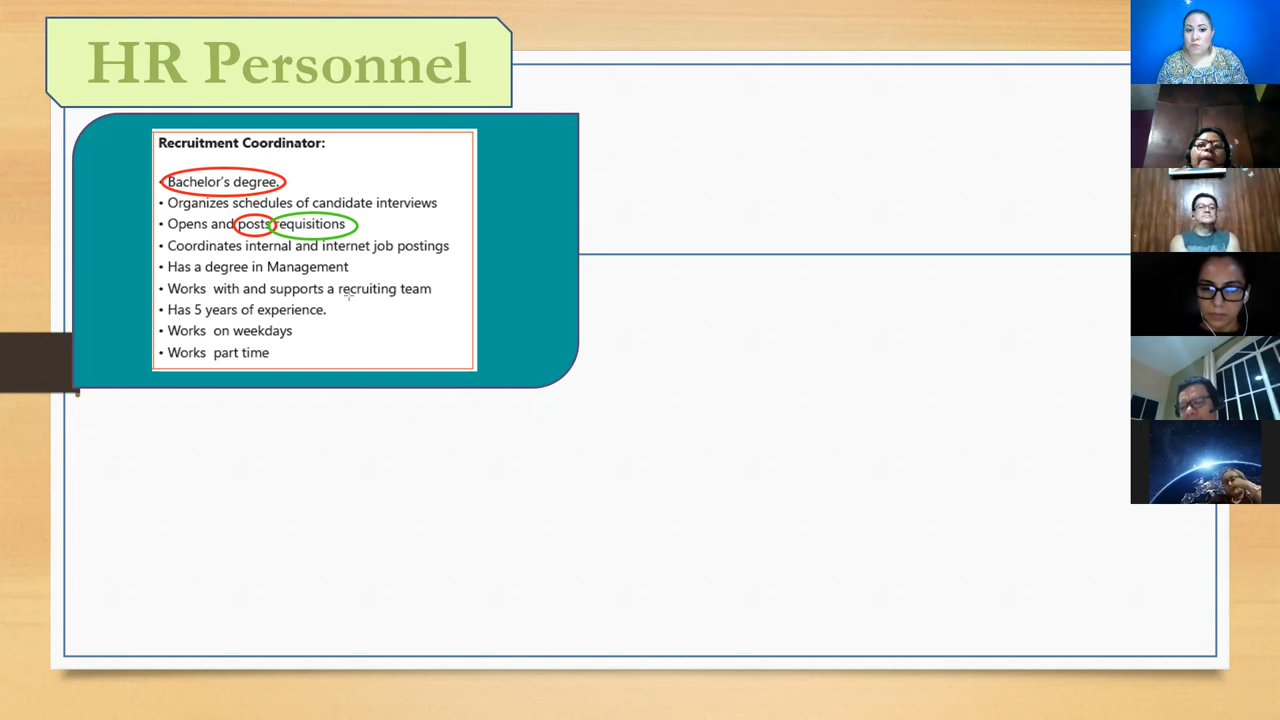 HR Personnel
Recruitment Coordinator:
• Bachelor's degree.
• Organizes schedules of candidate interviews
• Opens and posts requisitions
• Coordinates internal and internet job postings
• Has a degree in Management
• Works with and supports a recruiting team
• Has 5 years of experience.
• Works on weekdays
• Works part time